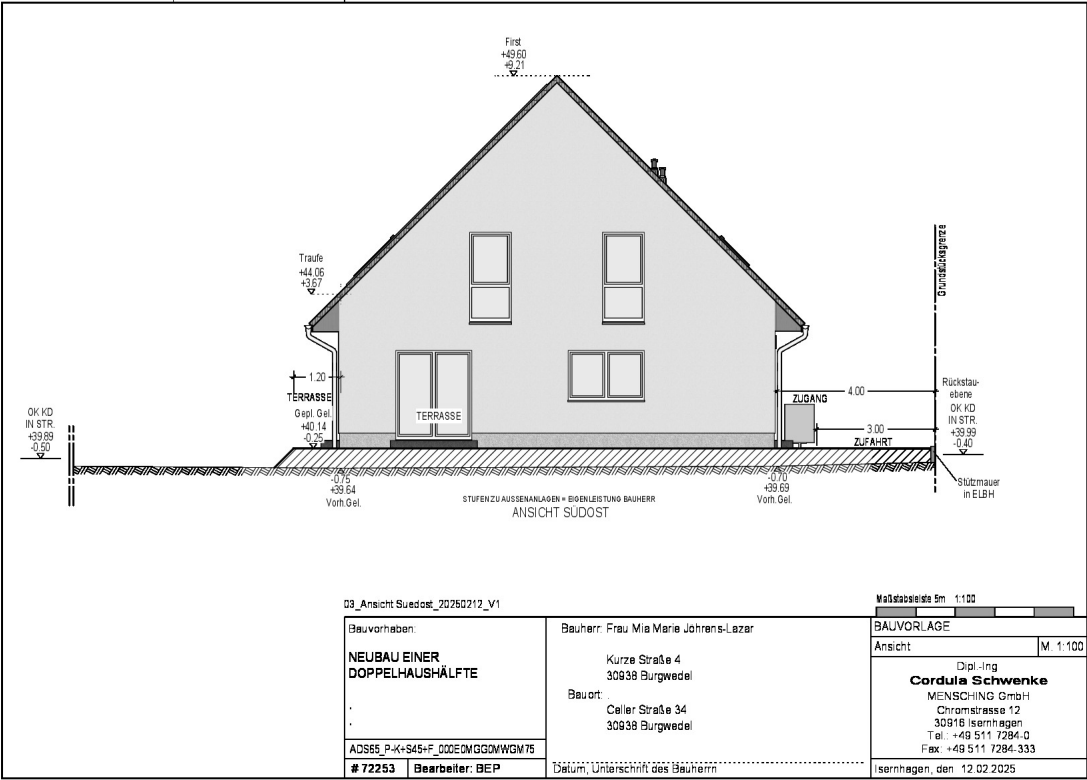 First
+49.60
+9.21
Grundstücksgrenze
Traufe
+44.06
+3.67
1.20
TERRASSE
Gepl. Gel.
+40.14
-0.25
TERRASSE
4.00
ZUGANG
3.00
ZUFAHRT
Rückstau-
ebene
OK KD
IN STR.
+39.99
-0.40
OK KD
IN STR.
+39.89
-0.50
-0.75
+39.64
Vorh.Gel.
-0.70
+39.69
Vorh.Gel.
Stützmauer
in ELBH
STUFEN ZU AUSSENANLAGEN = EIGENLEISTUNG BAUHERR
ANSICHT SÜDOST
03_Ansicht Suedost_20250212_V1
Maßstabsleiste 5m 1:100
Bauvorhaben:
NEUBAU EINER
DOPPELHAUSHÄLFTE
.
.
ADS65_P-K+S45+F_000E0MGG0MWGM75
# 72253 Bearbeiter: BEP
Bauherr: Frau Mia Marie Jöhrens-Lazar
Kurze Straße 4
30938 Burgwedel
Bauort: .
Celler Straße 34
30938 Burgwedel
Datum, Unterschrift des Bauherrn
BAUVORLAGE
Ansicht M. 1:100
Dipl.-Ing
Cordula Schwenke
MENSCHING GmbH
Chromstrasse 12
30916 Isernhagen
Tel.: +49 511 7284-0
Fax: +49 511 7284-333
Isernhagen, den 12.02.2025